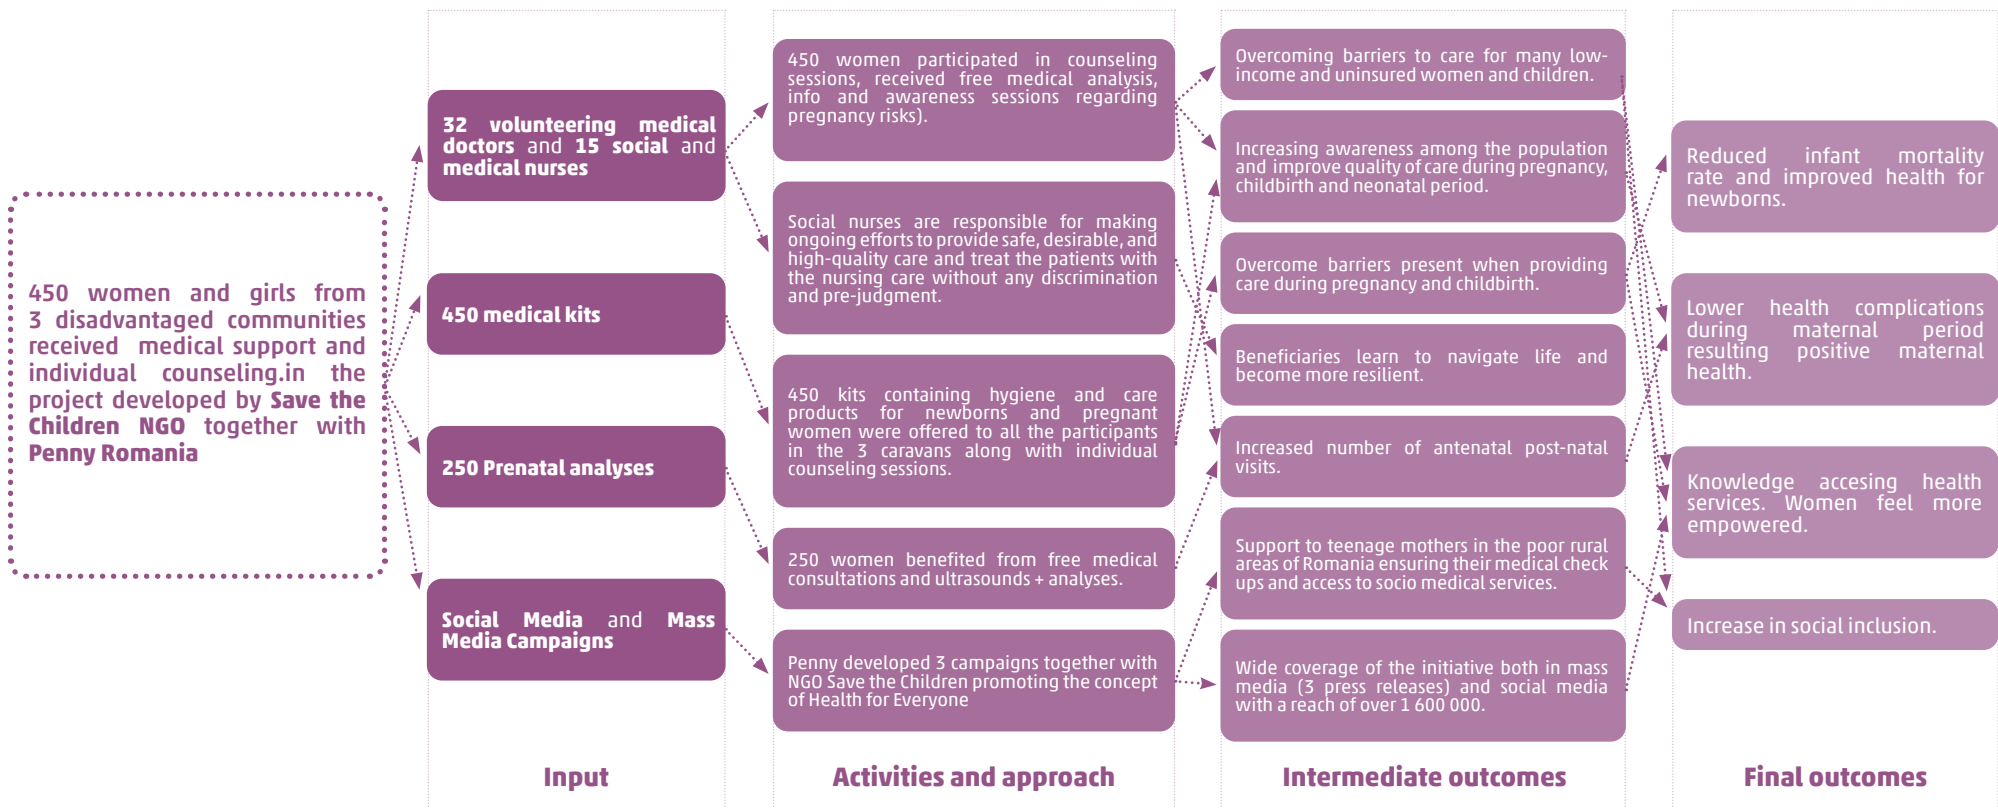 450 women and girls from
3 disadvantaged communities
received medical support and
individual counseling.in the
project developed by Save the
Children NGO together with
Penny Romania
32 volunteering medical
doctors and 15 social and
medical nurses
450 medical kits
250 Prenatal analyses
Social Media and Mass
Media Campaigns
Input
450 women participated in counseling
sessions, received free medical analysis,
info and awareness sessions regarding
pregnancy risks).
Social nurses are responsible for making
ongoing efforts to provide safe, desirable, and
high-quality care and treat the patients with
the nursing care without any discrimination
and pre-judgment.
450 kits containing hygiene and care
products for newborns and pregnant
women were offered to all the participants
in the 3 caravans along with individual
counseling sessions.
250 women benefited from free medical
consultations and ultrasounds + analyses.
Penny developed 3 campaigns together with
NGO Save the Children promoting the concept
of Health for Everyone
Activities and approach
Overcoming barriers to care for many low-
income and uninsured women and children.
Increasing awareness among the population
and improve quality of care during pregnancy,
childbirth and neonatal period.
Overcome barriers present when providing
care during pregnancy and childbirth.
Beneficiaries learn to navigate life and
become more resilient.
Increased number of antenatal post-natal
visits.
Support to teenage mothers in the poor rural
areas of Romania ensuring their medical check
ups and access to socio medical services.
Wide coverage of the initiative both in mass
media (3 press releases) and social media
with a reach of over 1 600 000.
Intermediate outcomes
Reduced infant mortality
rate and improved health for
newborns.
Lower health complications
during maternal period
resulting positive maternal
health.
Knowledge accesing health
services. Women feel more
empowered.
Increase in social inclusion.
Final outcomes